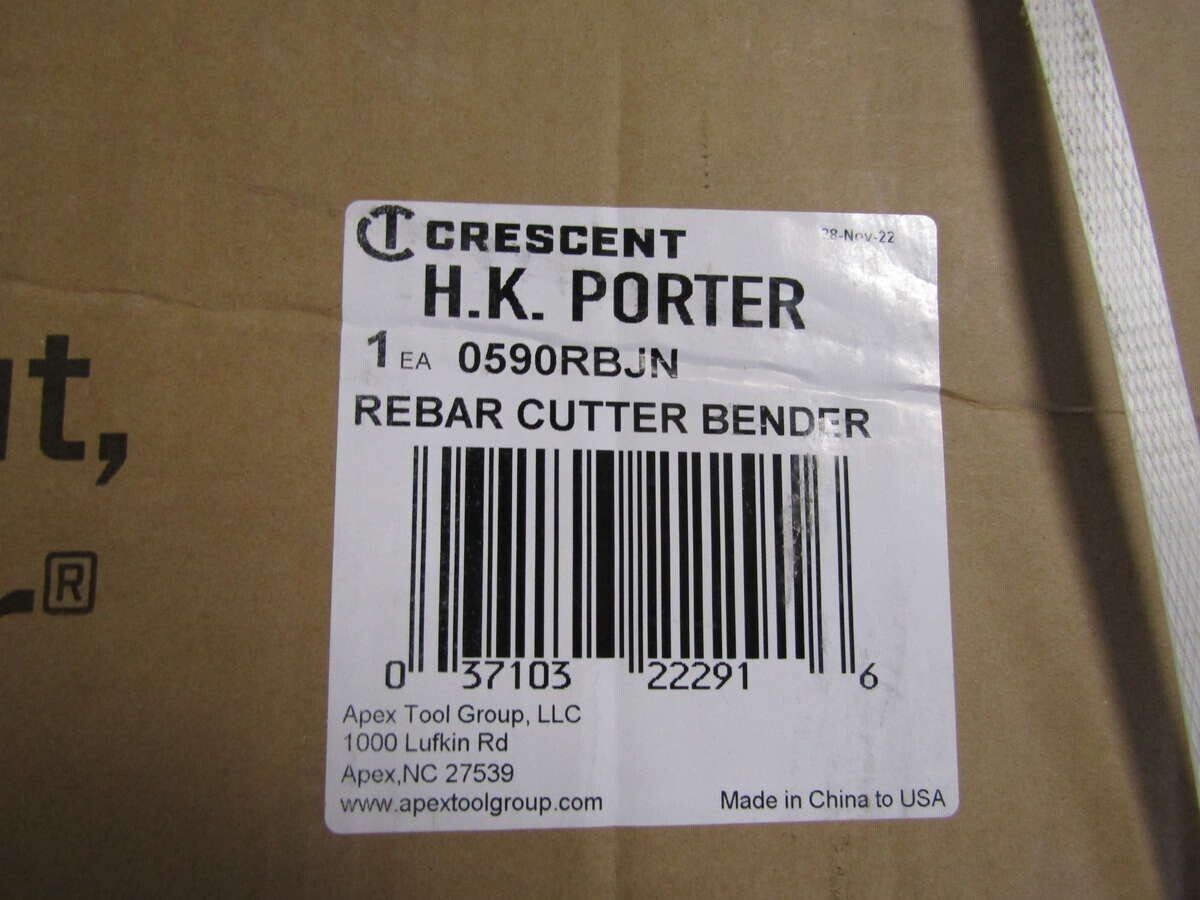 CRESCENT
28-Nov-22
H.K. PORTER
1 EA 0590RBJN
REBAR CUTTER BENDER
0 37103 22291 6
Apex Tool Group, LLC
1000 Lufkin Rd
Apex,NC 27539
www.apextoolgroup.com
Made in China to USA
®